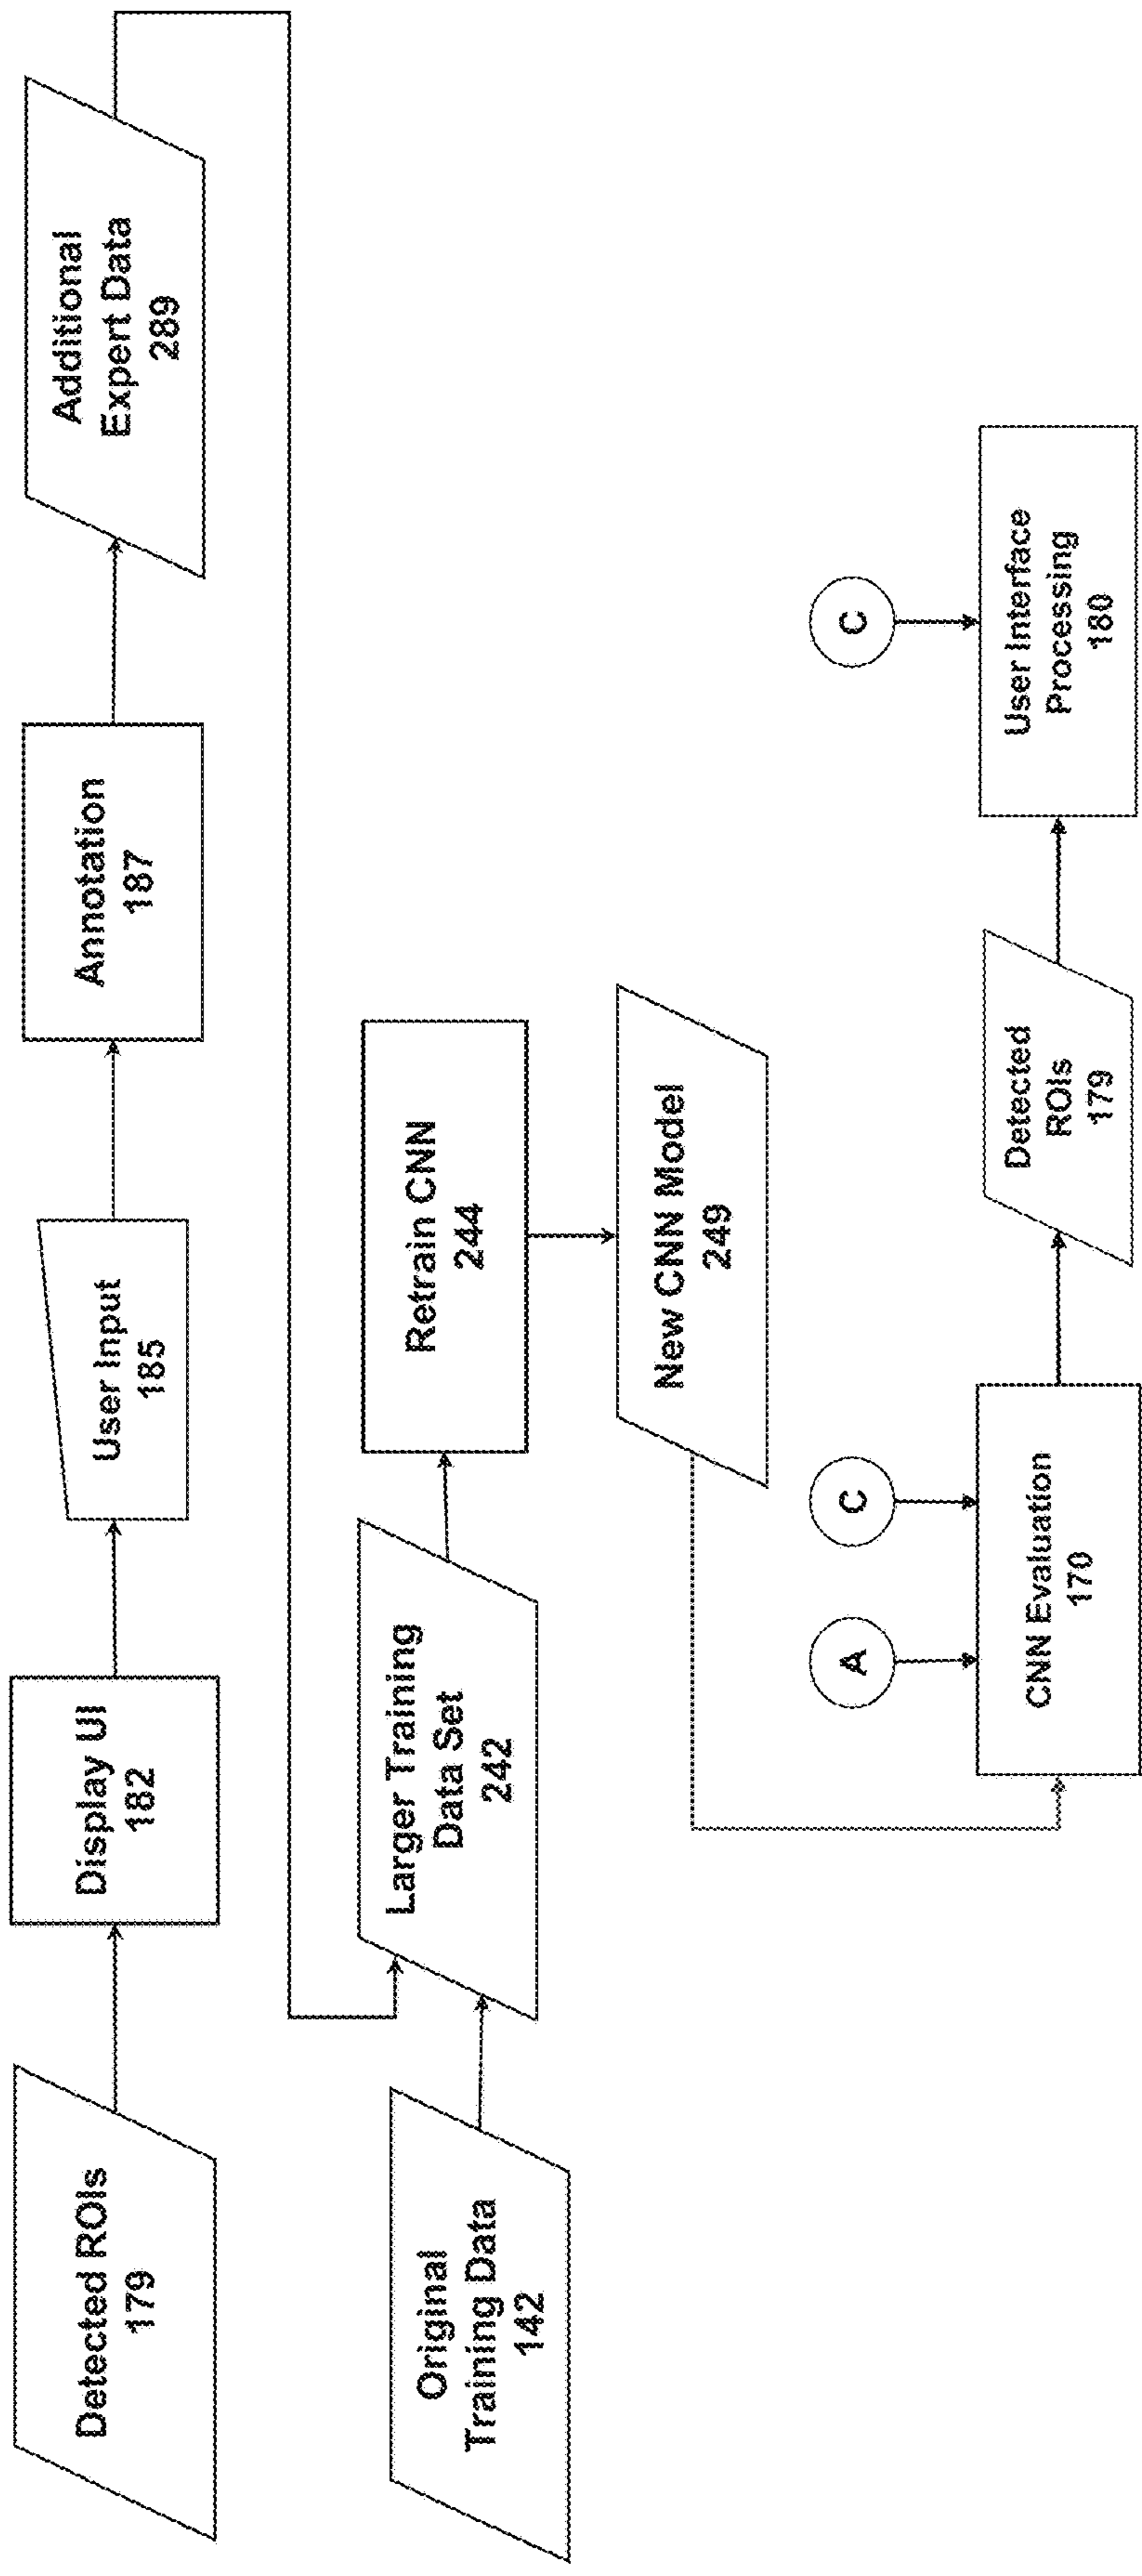 Detected ROIs
179
Display UI
182
User Input
185
Annotation
187
Additional
Expert Data
289
Original
Training Data
142
Larger Training
Data Set
242
Retrain CNN
244
New CNN Model
249
A
C
CNN Evaluation
170
Detected
ROIs
179
C
User Interface
Processing
180